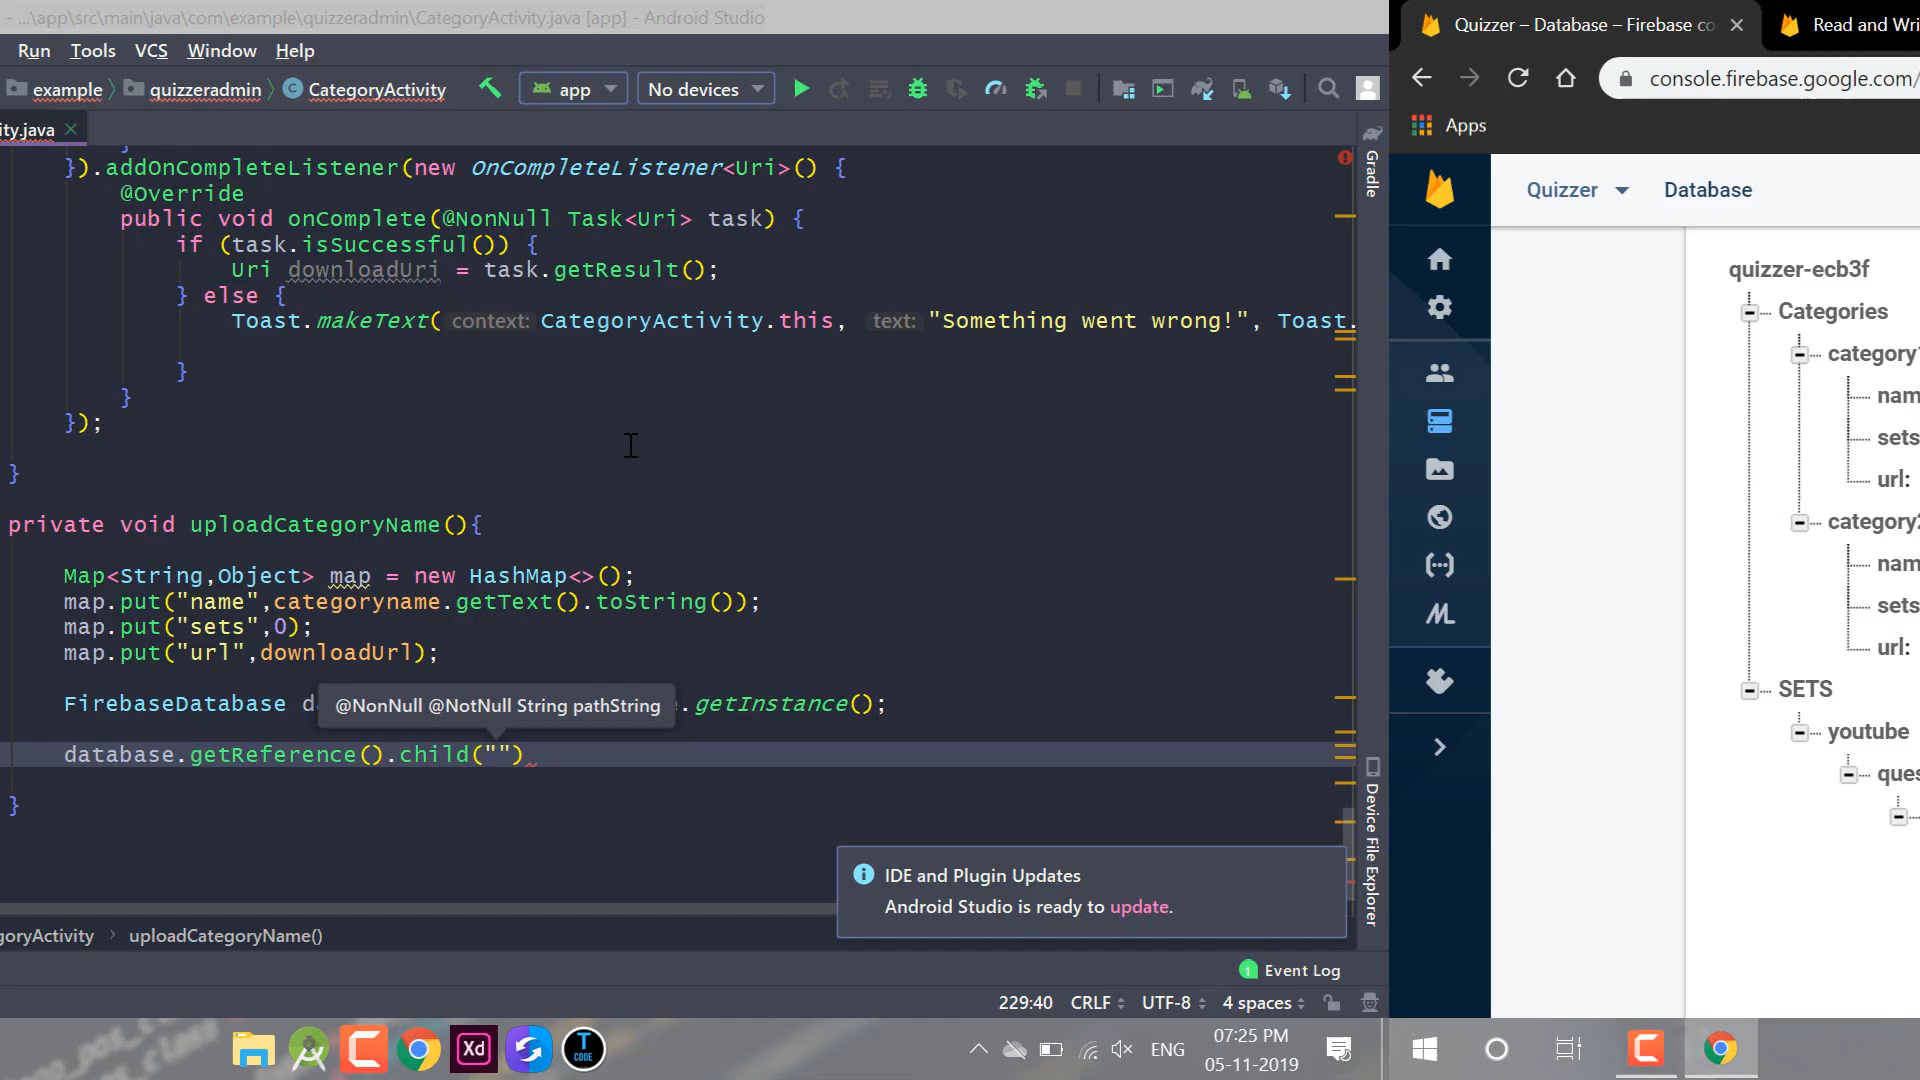 - ...\app\src\main\java\com\example\quizzeradmin\CategoryActivity.java [app] - Android Studio
Run Tools VCS Window Help
example quizzeradmin CategoryActivity app No devices
ity.java
}
}).addOnCompleteListener(new OnCompleteListener<Uri>() {
@Override
public void onComplete(@NonNull Task<Uri> task) {
if (task.isSuccessful()) {
Uri downloadUri = task.getResult();
} else {
Toast.makeText( context: CategoryActivity.this, text: "Something went wrong!", Toast.
}
}
});
}
private void uploadCategoryName(){
Map<String,Object> map = new HashMap<>();
map.put("name",categoryname.getText().toString());
map.put("sets",0);
map.put("url",downloadUrl);
FirebaseDatabase da
@NonNull @NotNull String pathString
.getInstance();
database.getReference().child("")
}
IDE and Plugin Updates
Android Studio is ready to update.
goryActivity uploadCategoryName()
1 Event Log
229:40 CRLF UTF-8 4 spaces
Gradle
Device File Explorer
Xd
T
CODE
ENG
07:25 PM
05-11-2019
Quizzer – Database – Firebase co
Read and Wri
console.firebase.google.com/
Apps
Quizzer Database
quizzer-ecb3f
Categories
category1
nam
sets
url:
category2
nam
sets
url:
SETS
youtube
ques